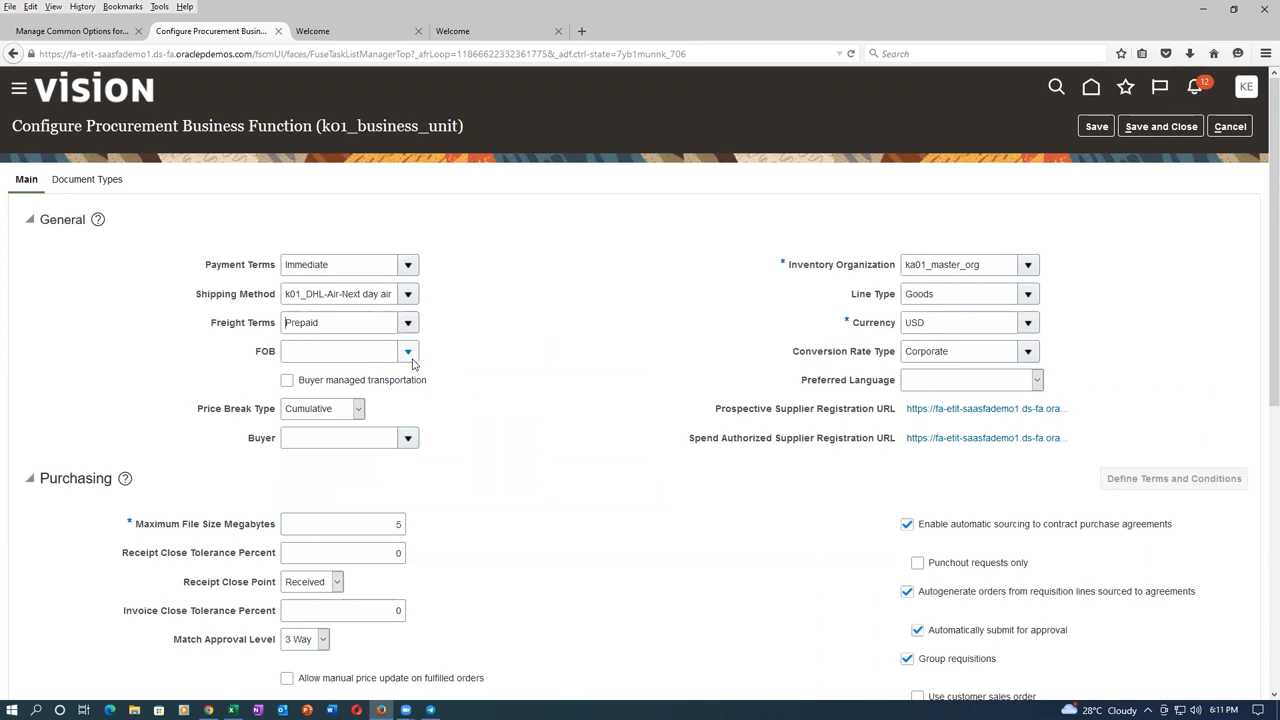 File Edit View History Bookmarks Tools Help
Manage Common Options for... Configure Procurement Busin... Welcome Welcome
https://fa-etit-saasfademo1.ds-fa.oraclepdemos.com/fscmUI/faces/FuseTaskListManagerTop?_afrLoop=11866622332361775&_adf.ctrl-state=7yb1munnk_706 Search
VISION 12 KE
Configure Procurement Business Function (k01_business_unit) Save Save and Close Cancel
Main Document Types
General
Payment Terms Immediate * Inventory Organization ka01_master_org
Shipping Method k01_DHL-Air-Next day air Line Type Goods
Freight Terms Prepaid * Currency USD
FOB Conversion Rate Type Corporate
Buyer managed transportation Preferred Language
Price Break Type Cumulative Prospective Supplier Registration URL https://fa-etit-saasfademo1.ds-fa.ora...
Buyer Spend Authorized Supplier Registration URL https://fa-etit-saasfademo1.ds-fa.ora...
Purchasing Define Terms and Conditions
* Maximum File Size Megabytes 5 Enable automatic sourcing to contract purchase agreements
Receipt Close Tolerance Percent 0 Punchout requests only
Receipt Close Point Received Autogenerate orders from requisition lines sourced to agreements
Invoice Close Tolerance Percent 0
Match Approval Level 3 Way Automatically submit for approval
Group requisitions
Allow manual price update on fulfilled orders
Use customer sales order
28°C Cloudy 6:11 PM